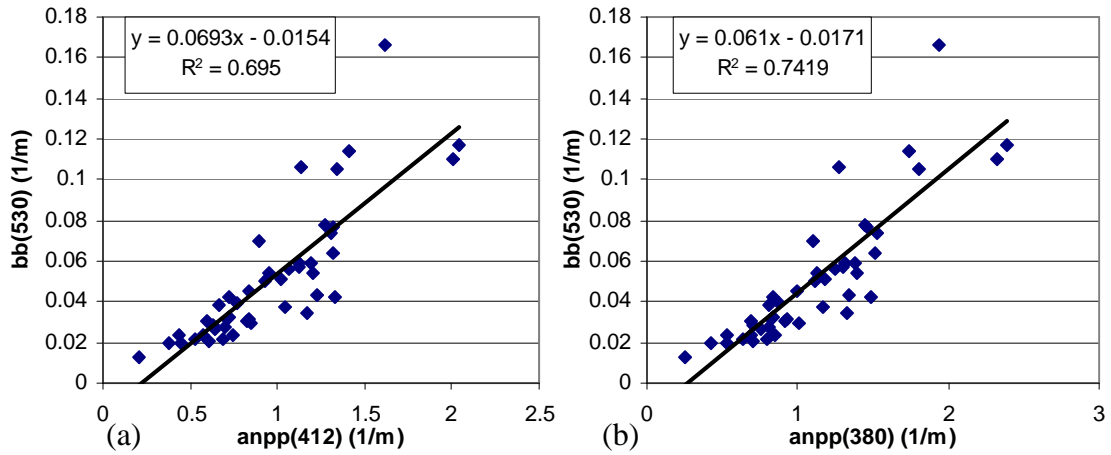 0.18
0.16
0.14
0.12
0.1
0.08
0.06
0.04
0.02
0
bb(530) (1/m)
y = 0.0693x - 0.0154
R² = 0.695
0 0.5 1 1.5 2 2.5
(a) anpp(412) (1/m)
0.18
0.16
0.14
0.12
0.1
0.08
0.06
0.04
0.02
0
bb(530) (1/m)
y = 0.061x - 0.0171
R² = 0.7419
0 1 2 3
(b) anpp(380) (1/m)